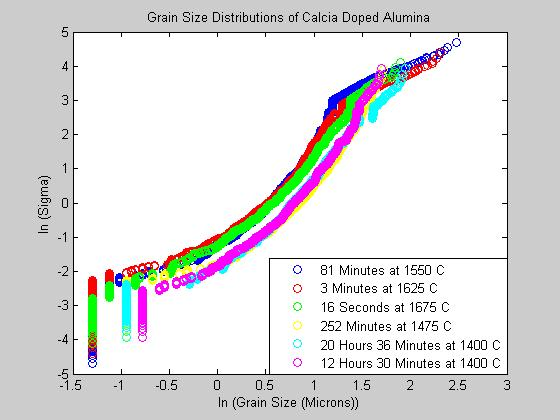 Grain Size Distributions of Calcia Doped Alumina
5
4
3
2
1
0
-1
-2
-3
-4
-5
ln (Sigma)
81 Minutes at 1550 C
3 Minutes at 1625 C
16 Seconds at 1675 C
252 Minutes at 1475 C
20 Hours 36 Minutes at 1400 C
12 Hours 30 Minutes at 1400 C
-1.5 -1 -0.5 0 0.5 1 1.5 2 2.5 3
ln (Grain Size (Microns))